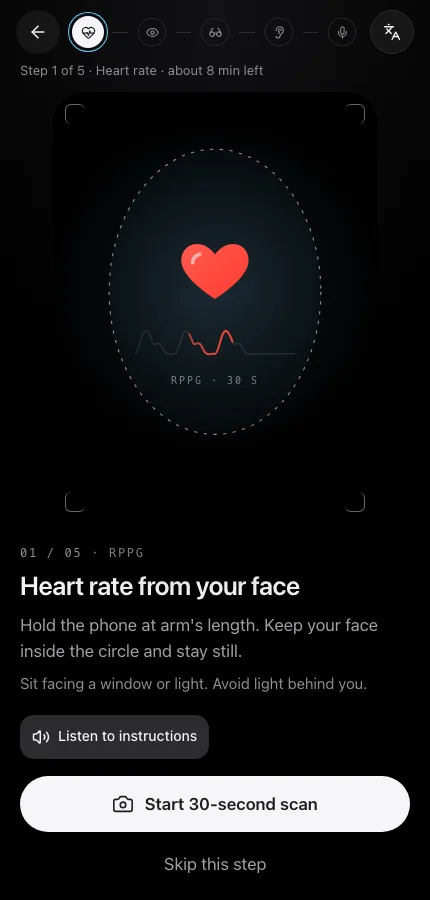 Step 1 of 5 · Heart rate · about 8 min left
RPPG · 30 S
01 / 05 · RPPG
Heart rate from your face
Hold the phone at arm's length. Keep your face
inside the circle and stay still.
Sit facing a window or light. Avoid light behind you.
Listen to instructions
Start 30-second scan
Skip this step